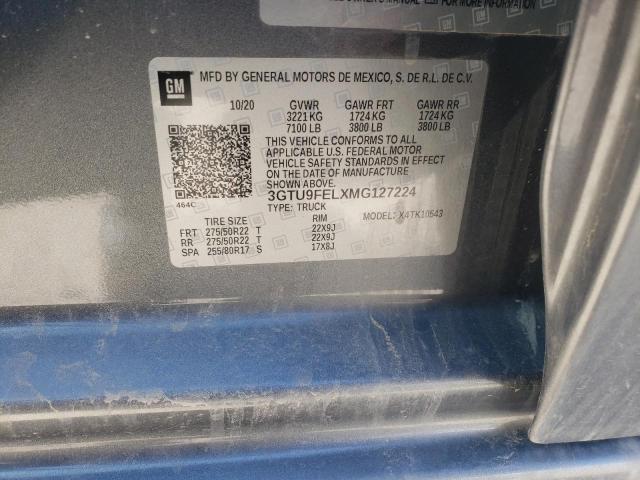 OWNER'S MANUAL
GM
MFD BY GENERAL MOTORS DE MEXICO, S. DE R.L. DE C.V.
10/20 GVWR GAWR FRT GAWR RR
3221 KG 1724 KG 1724 KG
7100 LB 3800 LB 3800 LB
THIS VEHICLE CONFORMS TO ALL
APPLICABLE U.S. FEDERAL MOTOR
VEHICLE SAFETY STANDARDS IN EFFECT
ON THE DATE OF MANUFACTURE SHOWN ABOVE.
464C
3GTU9FELXMG127224
TYPE: TRUCK MODEL: X4TK10543
TIRE SIZE RIM
FRT 275/50R22 T 22X9J
RR 275/50R22 T 22X9J
SPA 255/80R17 S 17X8J